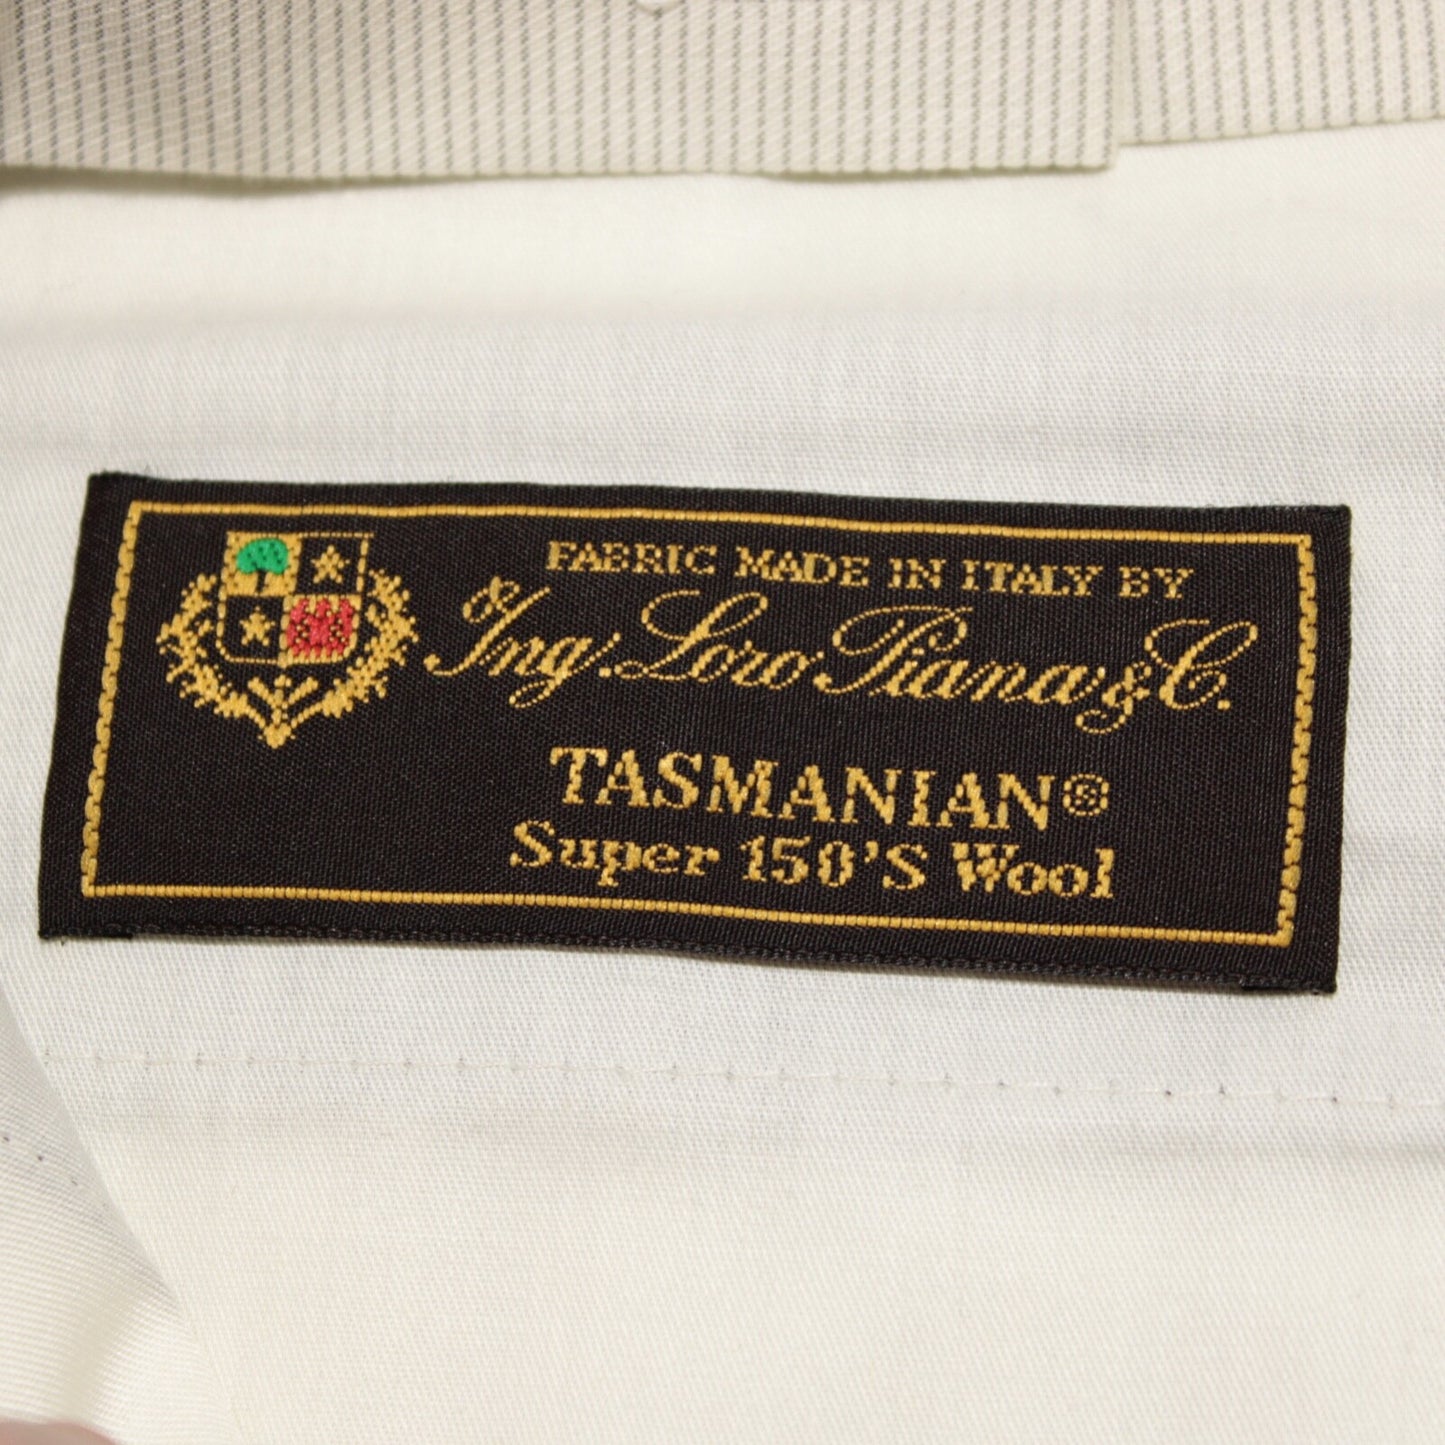 FABRIC MADE IN ITALY BY
Ing. Loro Piana & C.
TASMANIAN®
Super 150'S Wool